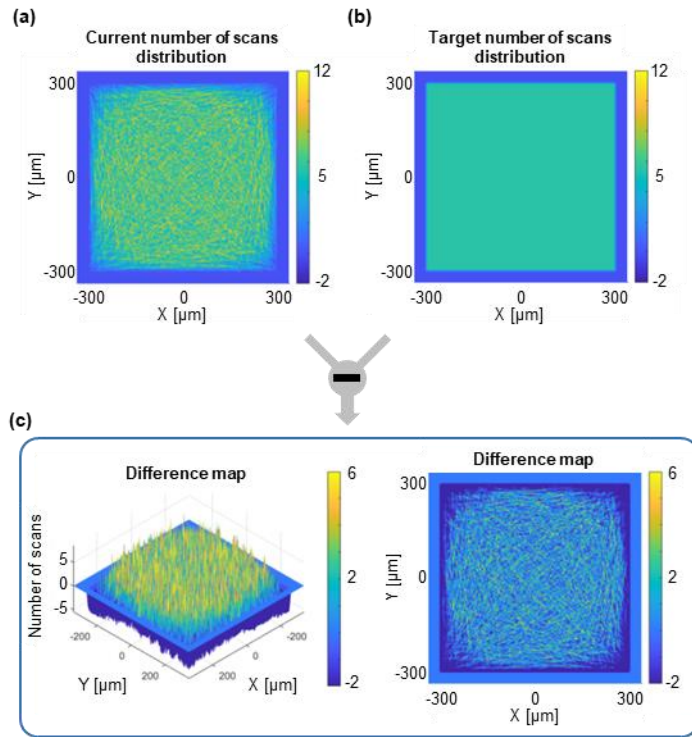 (a)
(b)
Current number of scans
distribution
Target number of scans
distribution
300
0
-300
Y [µm]
-300
0
300
X [µm]
12
5
-2
300
0
-300
Y [µm]
-300
0
300
X [µm]
12
5
-2
(c)
Difference map
Number of scans
5
0
-5
-200
0
200
Y [µm]
200
0
-200
X [µm]
6
2
-2
Difference map
300
0
-300
Y [µm]
-300
0
300
X [µm]
6
2
-2